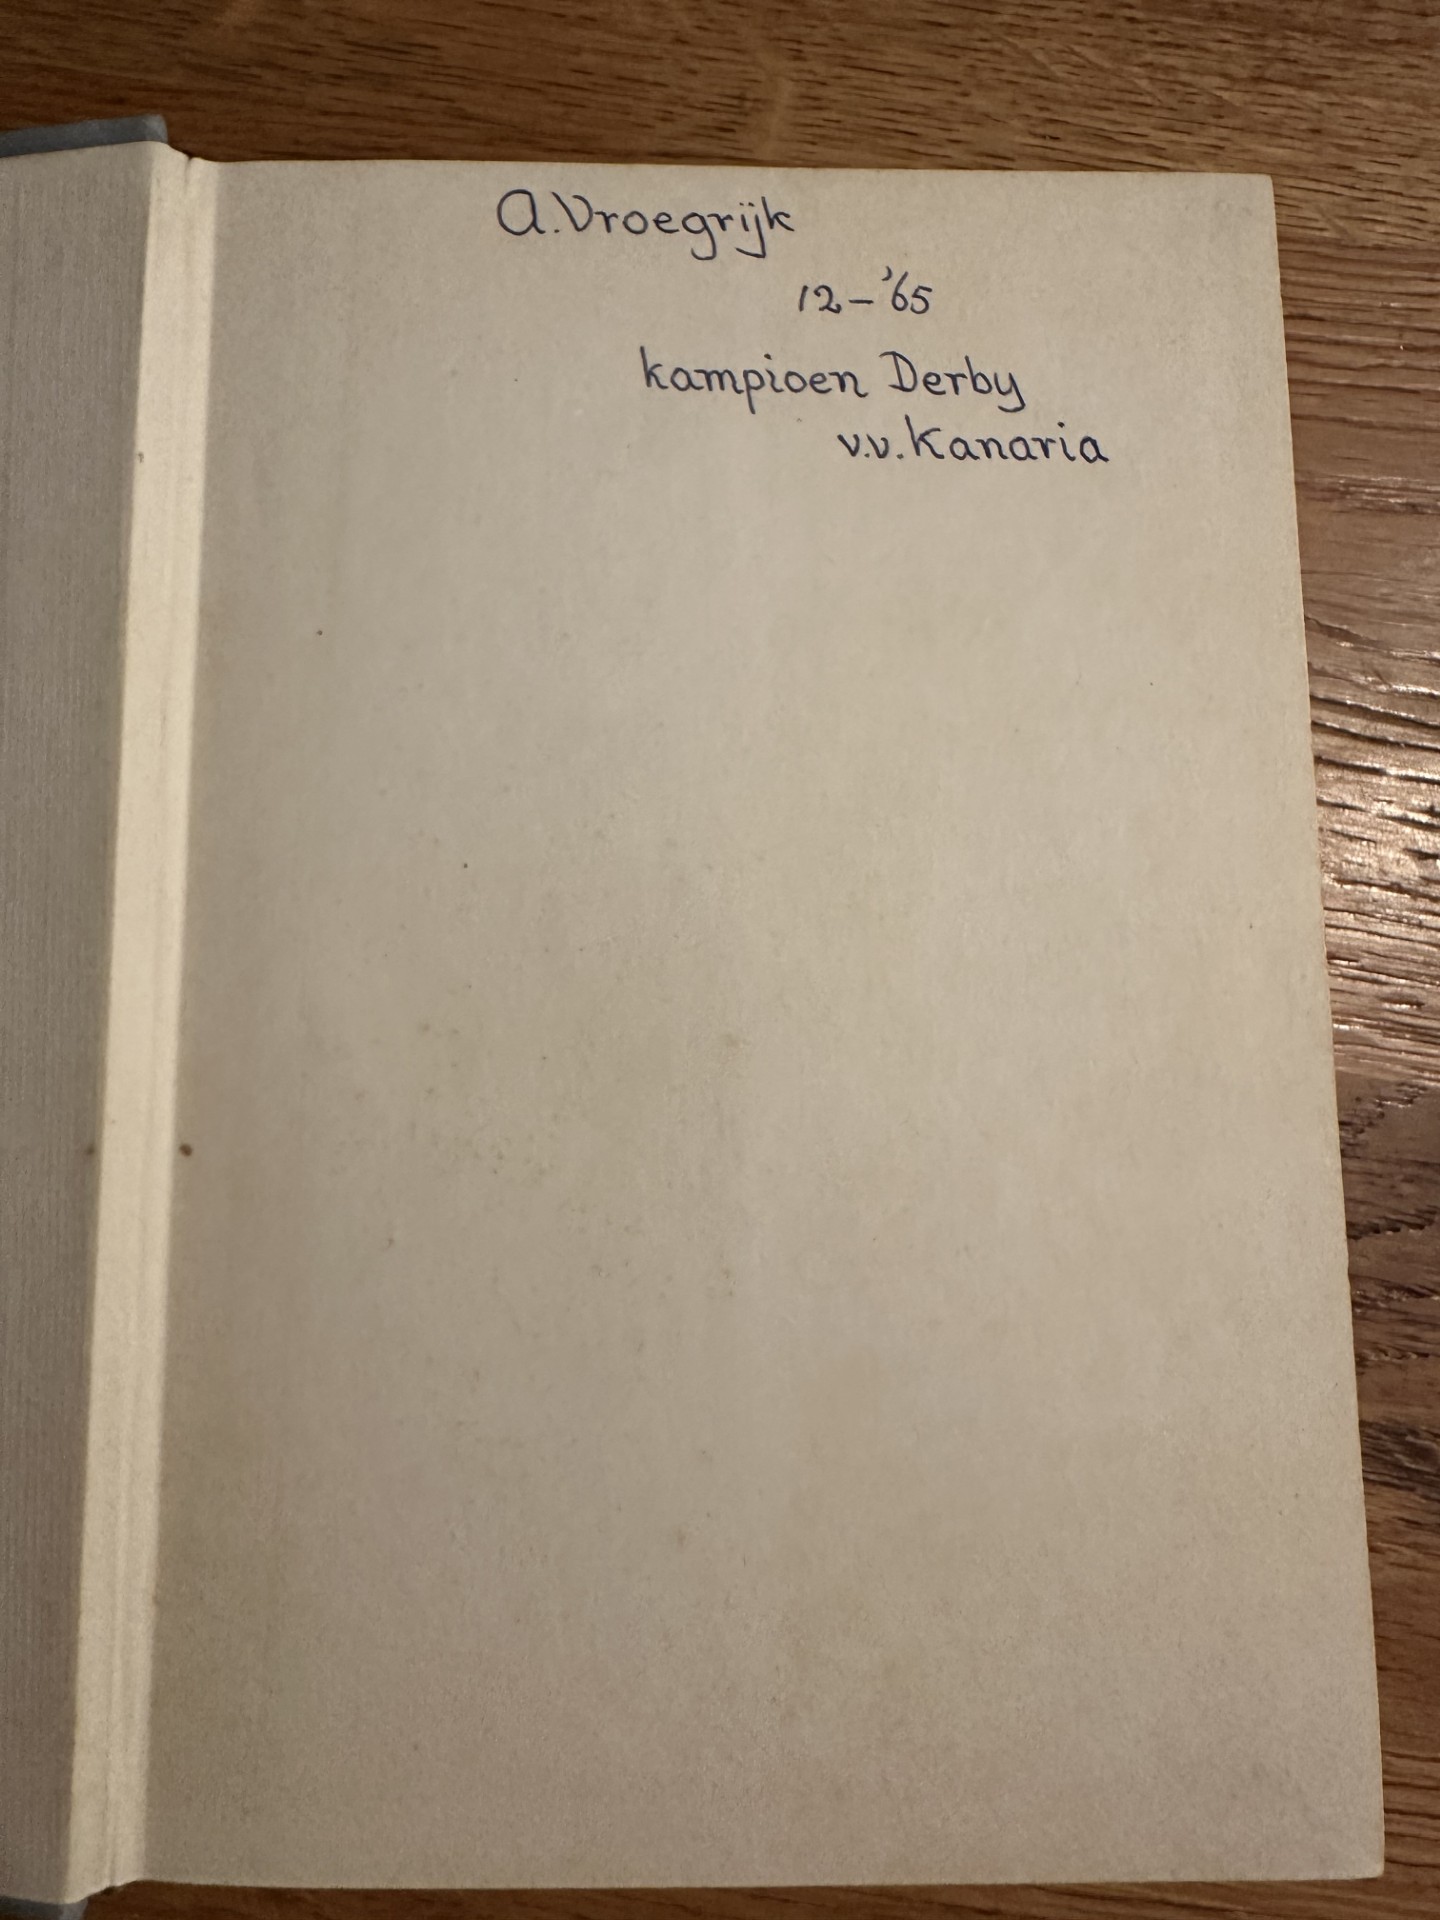 A. Vroegrijk
12-'65
kampioen Derby
v.v. Kanaria